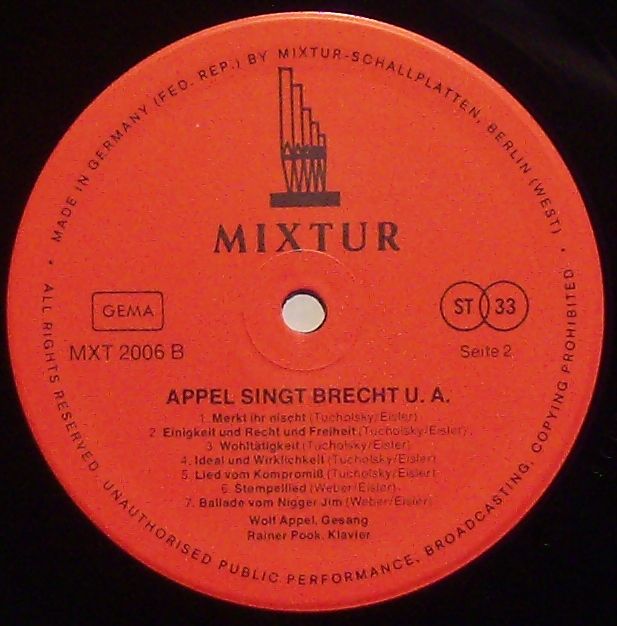 MADE IN GERMANY (FED. REP.) BY MIXTUR-SCHALLPLATTEN, BERLIN (WEST) •
MIXTUR
GEMA
ST 33
MXT 2006 B
Seite 2
APPEL SINGT BRECHT U. A.
1. Merkt ihr nischt (Tucholsky/Eisler)
2. Einigkeit und Recht und Freiheit (Tucholsky/Eisler)
3. Wohltätigkeit (Tucholsky/Eisler)
4. Ideal und Wirklichkeit (Tucholsky/Eisler)
5. Lied vom Kompromiß (Tucholsky/Eisler)
6. Stempellied (Weber/Eisler)
7. Ballade vom Nigger Jim (Weber/Eisler)
Wolf Appel, Gesang
Rainer Pook, Klavier
• ALL RIGHTS RESERVED. UNAUTHORISED PUBLIC PERFORMANCE, BROADCASTING, COPYING PROHIBITED